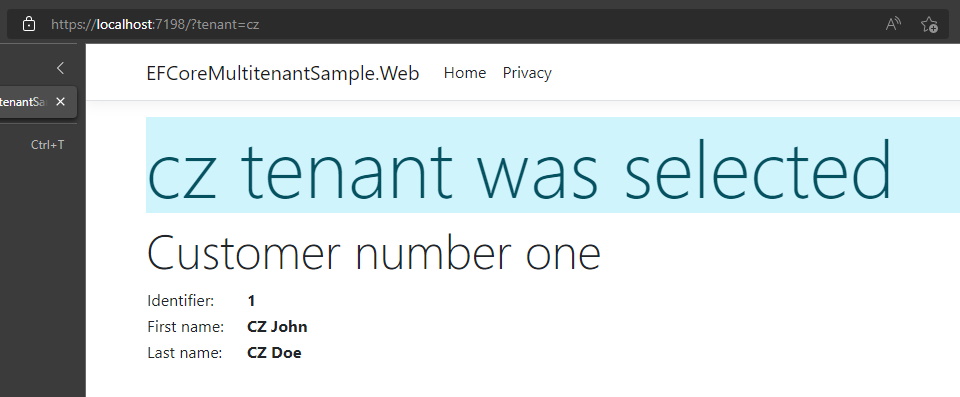 https://localhost:7198/?tenant=cz
EFCoreMultitenantSample.Web Home Privacy
tenantSa
Ctrl+T
cz tenant was selected
Customer number one
Identifier: 1
First name: CZ John
Last name: CZ Doe